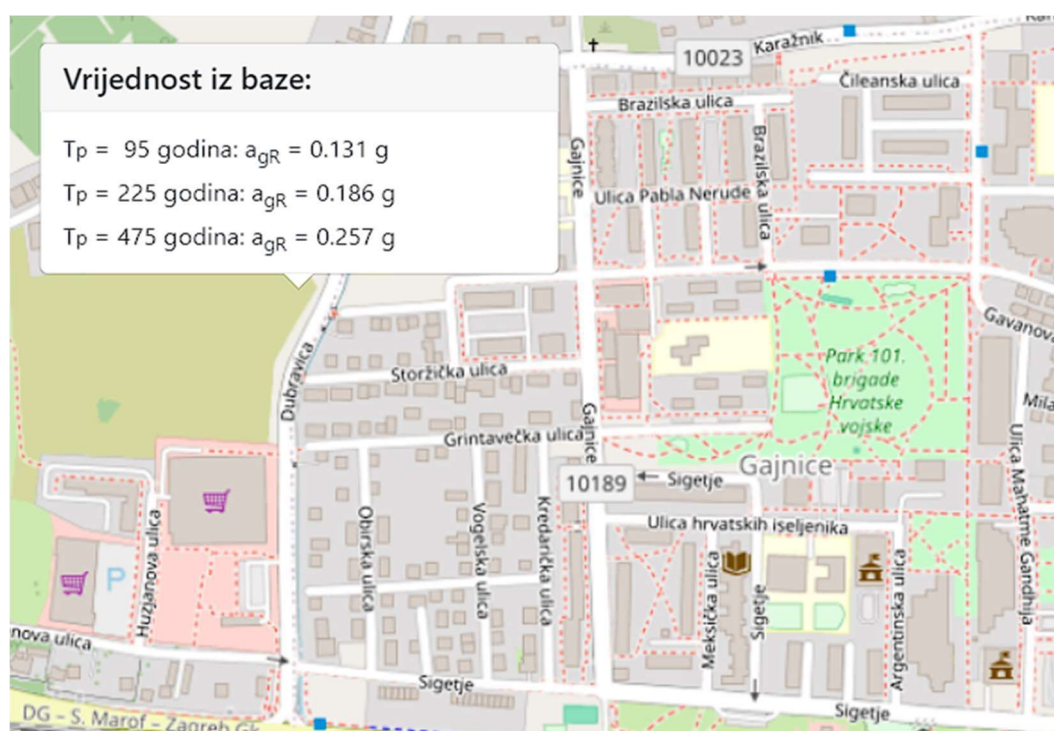 Vrijednost iz baze:
Tp = 95 godina: agR = 0.131 g
Tp = 225 godina: agR = 0.186 g
Tp = 475 godina: agR = 0.257 g
10023
Karažnik
Čileanska ulica
Brazilska ulica
Gajnice
Brazilska ulica
Ulica Pabla Nerude
Gavanova
Dubravica
Storžička ulica
Park 101.
brigade
Hrvatske
vojske
Gajnice
Grintavečka ulica
Gajnice
10189
Sigetje
Ulica hrvatskih iseljenika
Ulica Mahatme Gandhija
Huzjanova ulica
Obirska ulica
Vogelska ulica
Kredarička ulica
Meksička ulica
Sigetje
Argentinska ulica
P
nova ulica
Sigetje
Sigetje
DG – S. Marof – Zagreb Gk